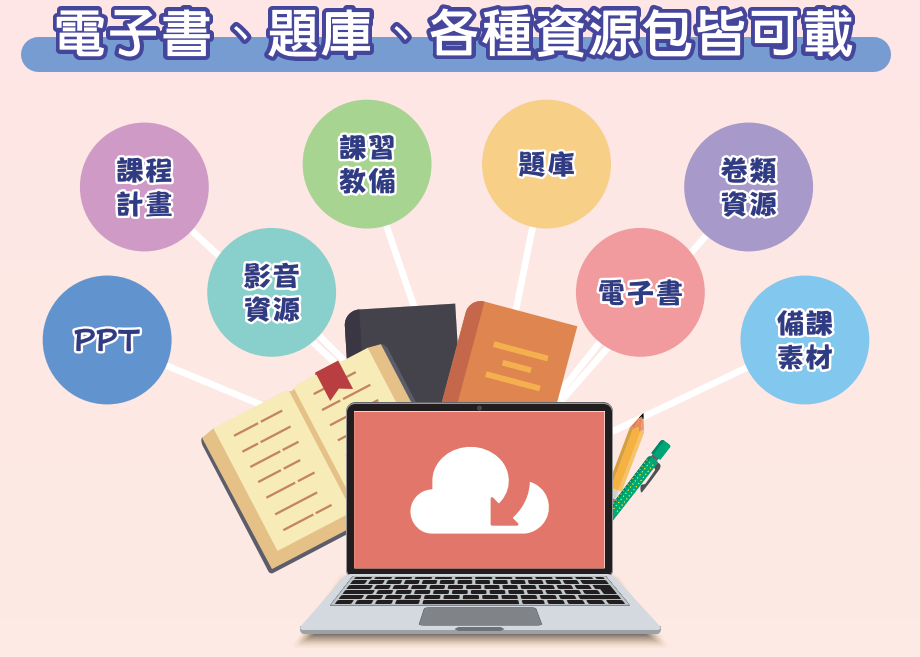 電子書、題庫、各種資源包皆可載
課程
計畫
課習
教備
題庫
卷類
資源
影音
資源
電子書
PPT
備課
素材